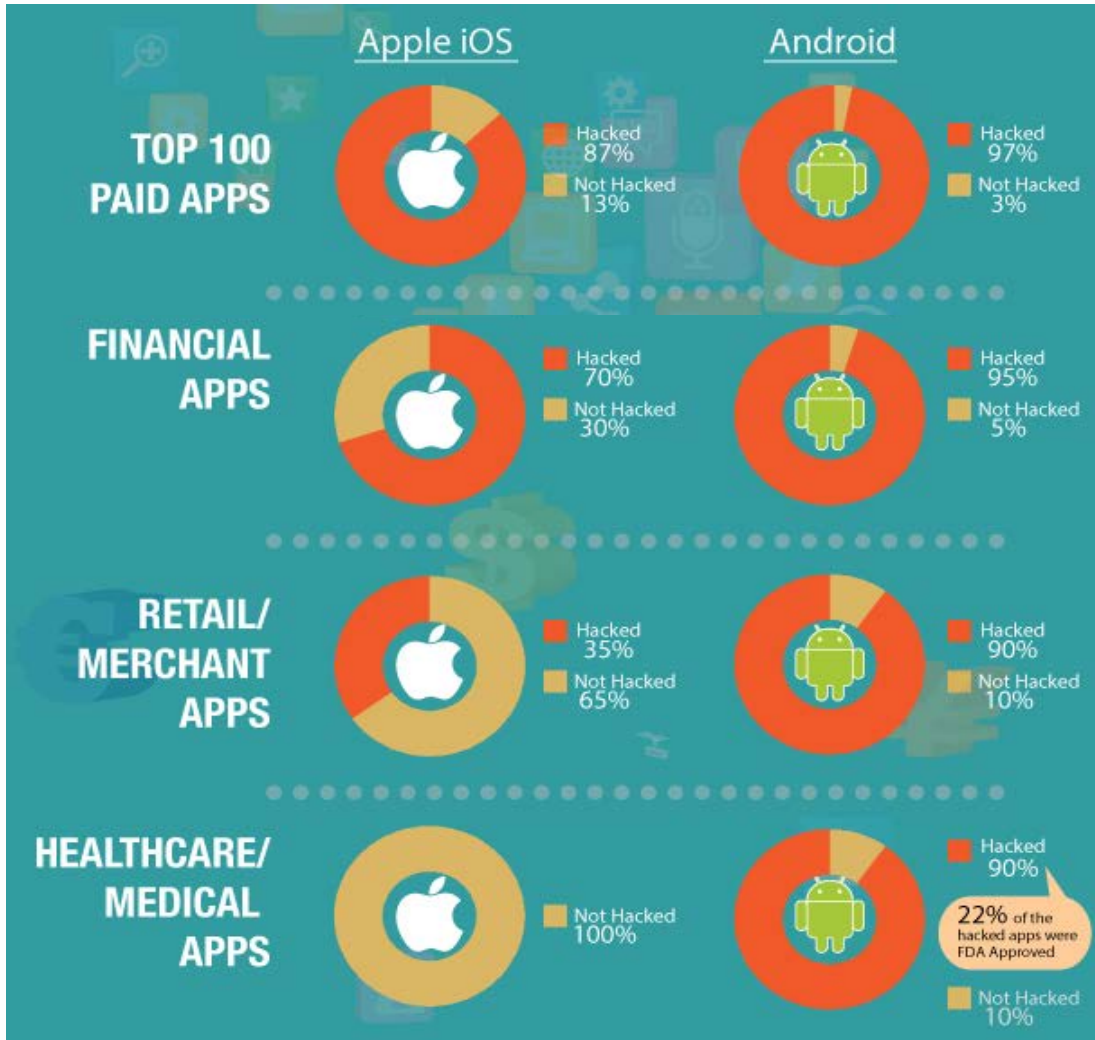 Apple iOS
Android
TOP 100
PAID APPS
Hacked
87%
Not Hacked
13%
Hacked
97%
Not Hacked
3%
FINANCIAL
APPS
Hacked
70%
Not Hacked
30%
Hacked
95%
Not Hacked
5%
RETAIL/
MERCHANT
APPS
Hacked
35%
Not Hacked
65%
Hacked
90%
Not Hacked
10%
HEALTHCARE/
MEDICAL
APPS
Not Hacked
100%
Hacked
90%
22% of the
hacked apps were
FDA Approved
Not Hacked
10%